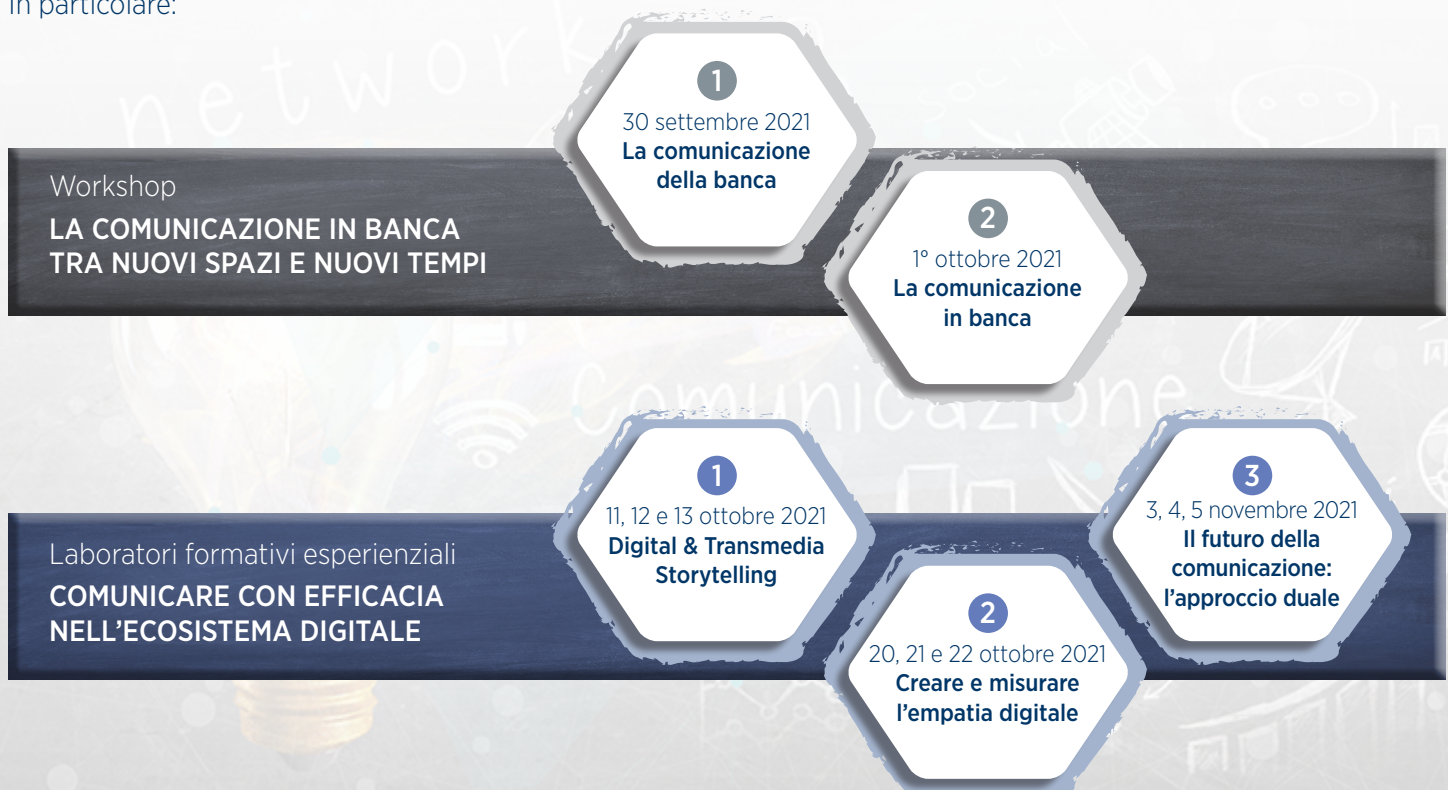 In particolare:
network
social
1
30 settembre 2021
La comunicazione
della banca
Workshop
LA COMUNICAZIONE IN BANCA
TRA NUOVI SPAZI E NUOVI TEMPI
2
1° ottobre 2021
La comunicazione
in banca
Comunicazione
1
11, 12 e 13 ottobre 2021
Digital & Transmedia
Storytelling
Laboratori formativi esperienziali
COMUNICARE CON EFFICACIA
NELL’ECOSISTEMA DIGITALE
2
20, 21 e 22 ottobre 2021
Creare e misurare
l’empatia digitale
3
3, 4, 5 novembre 2021
Il futuro della
comunicazione:
l’approccio duale